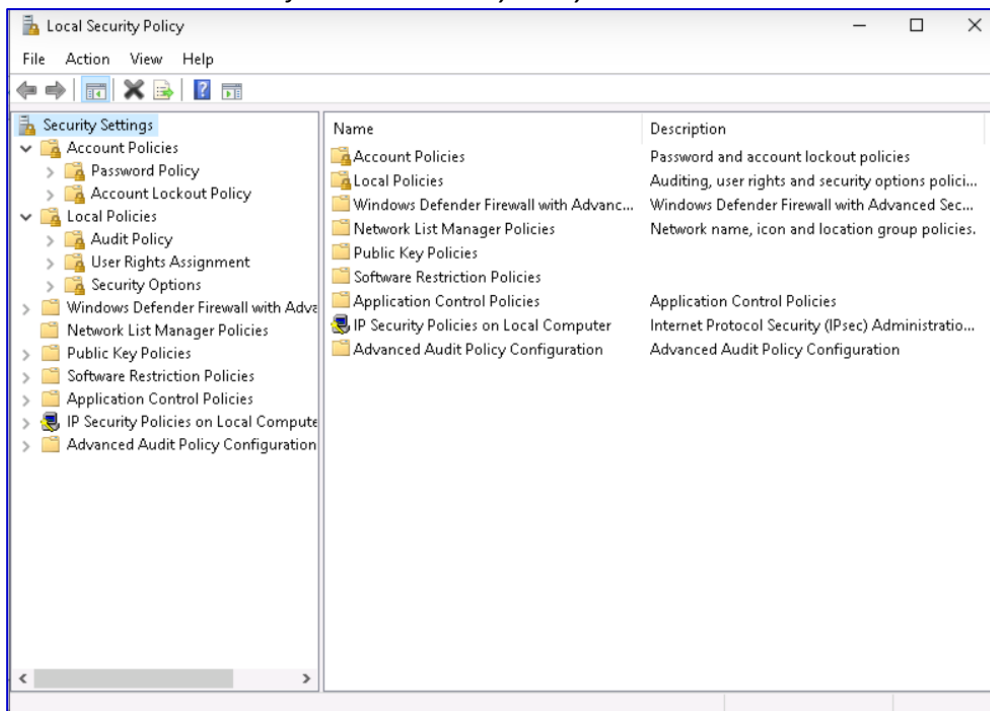 Local Security Policy
File Action View Help
Security Settings
Account Policies
Password Policy
Account Lockout Policy
Local Policies
Audit Policy
User Rights Assignment
Security Options
Windows Defender Firewall with Adva
Network List Manager Policies
Public Key Policies
Software Restriction Policies
Application Control Policies
IP Security Policies on Local Compute
Advanced Audit Policy Configuration
Name Description
Account Policies Password and account lockout policies
Local Policies Auditing, user rights and security options polici...
Windows Defender Firewall with Advanc... Windows Defender Firewall with Advanced Sec...
Network List Manager Policies Network name, icon and location group policies.
Public Key Policies
Software Restriction Policies
Application Control Policies Application Control Policies
IP Security Policies on Local Computer Internet Protocol Security (IPsec) Administratio...
Advanced Audit Policy Configuration Advanced Audit Policy Configuration